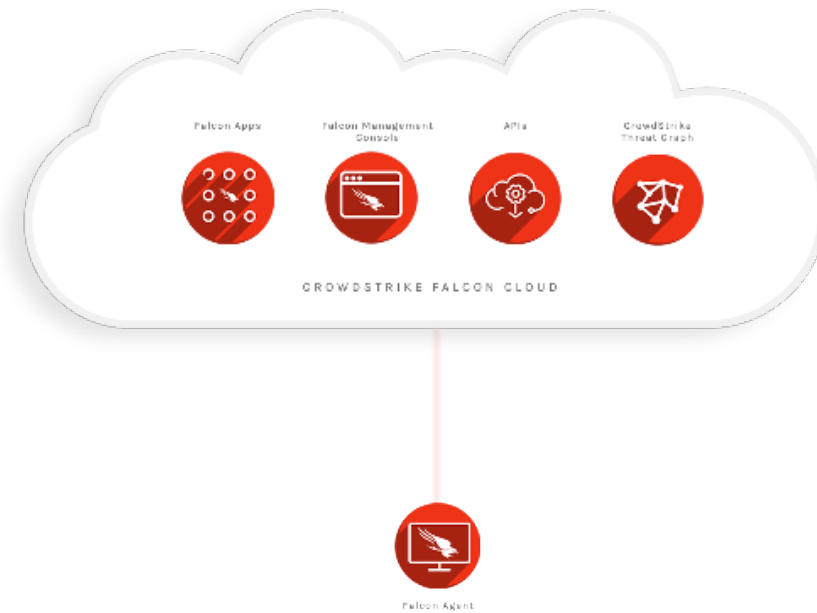 Falcon Apps
Falcon Management
Console
APIs
CrowdStrike
Threat Graph
CROWDSTRIKE FALCON CLOUD
Falcon Agent